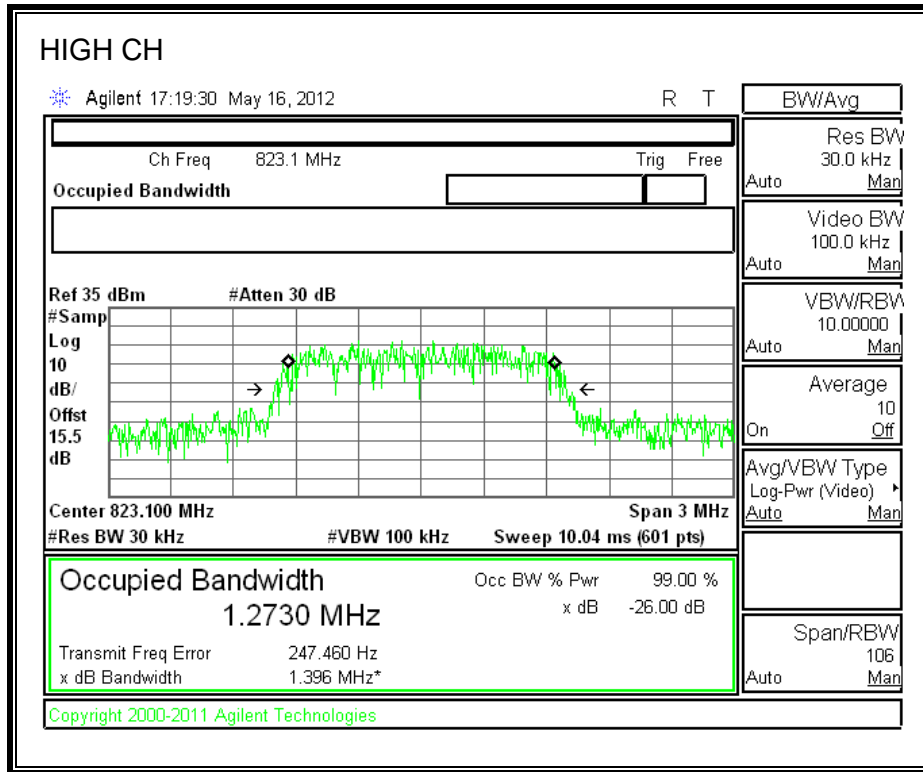 HIGH CH
Agilent 17:19:30 May 16, 2012 R T
Ch Freq 823.1 MHz Trig Free
Occupied Bandwidth
Ref 35 dBm #Atten 30 dB
#Samp
Log
10
dB/
Offst
15.5
dB
Center 823.100 MHz Span 3 MHz
#Res BW 30 kHz #VBW 100 kHz Sweep 10.04 ms (601 pts)
Occupied Bandwidth Occ BW % Pwr 99.00 %
1.2730 MHz x dB -26.00 dB
Transmit Freq Error 247.460 Hz
x dB Bandwidth 1.396 MHz*
Copyright 2000-2011 Agilent Technologies
BW/Avg
Res BW
30.0 kHz
Auto Man
Video BW
100.0 kHz
Auto Man
VBW/RBW
10.00000
Auto Man
Average
10
On Off
Avg/VBW Type
Log-Pwr (Video)
Auto Man
Span/RBW
106
Auto Man